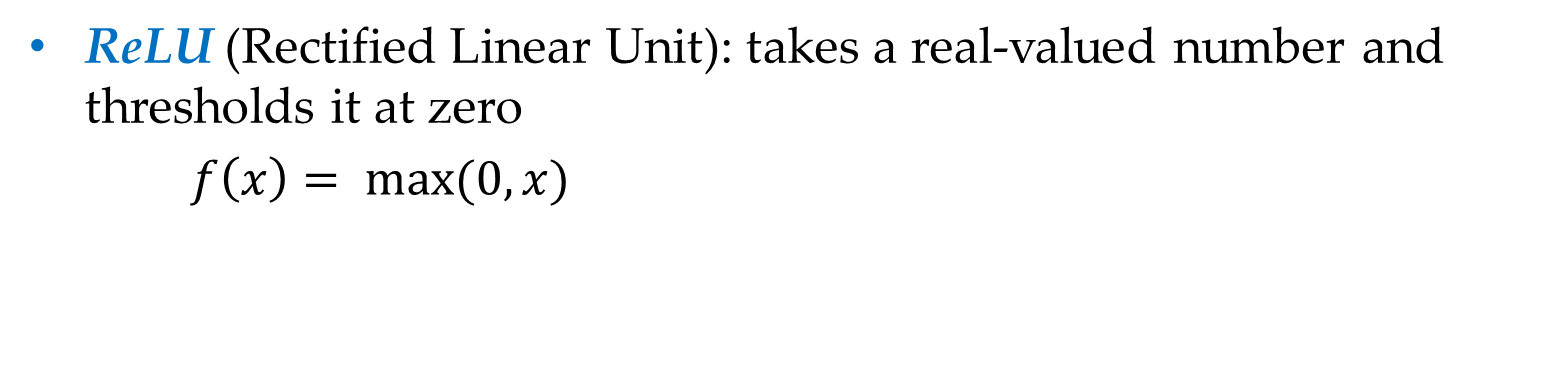 • ReLU (Rectified Linear Unit): takes a real-valued number and
thresholds it at zero
f(x) = max(0, x)